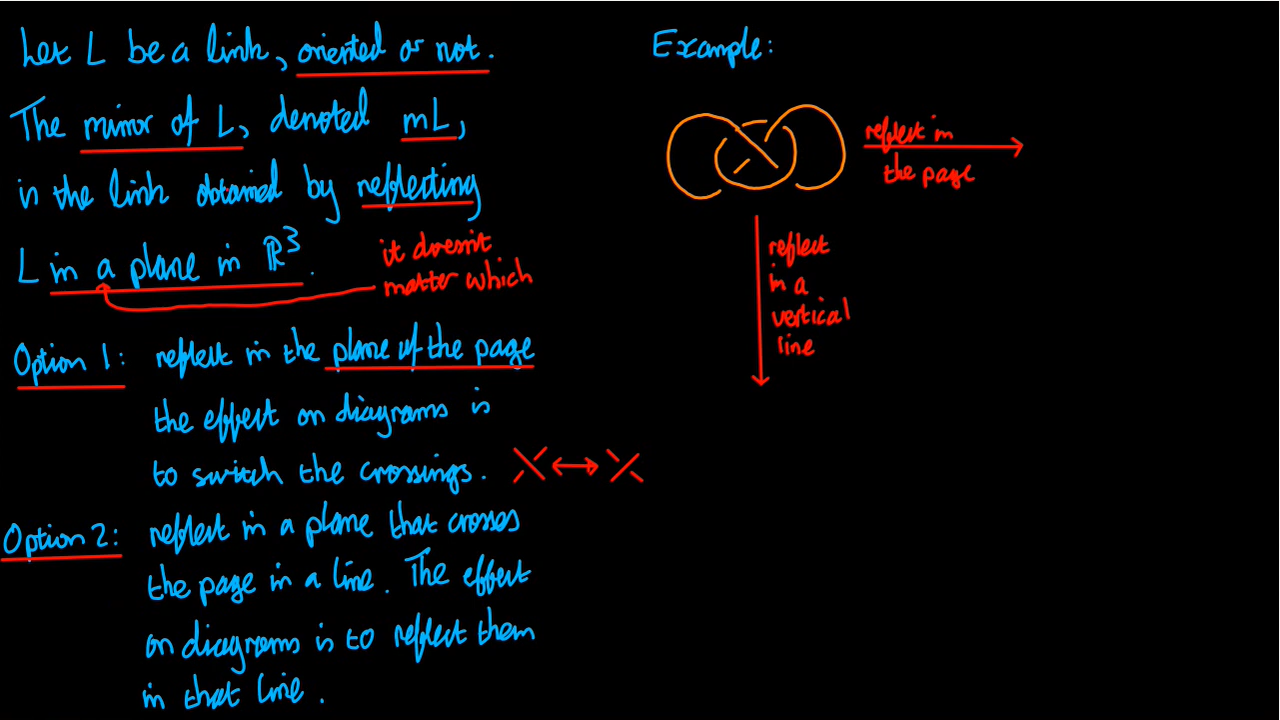 Let L be a link, oriented or not.
The mirror of L, denoted mL,
is the link obtained by reflecting
L in a plane in ℝ³.
it doesn't
matter which
Option 1: reflect in the plane of the page
the effect on diagrams is
to switch the crossings.
Option 2: reflect in a plane that crosses
the page in a line. The effect
on diagrams is to reflect them
in that line.
Example:
reflect in
the page
reflect
in a
vertical
line